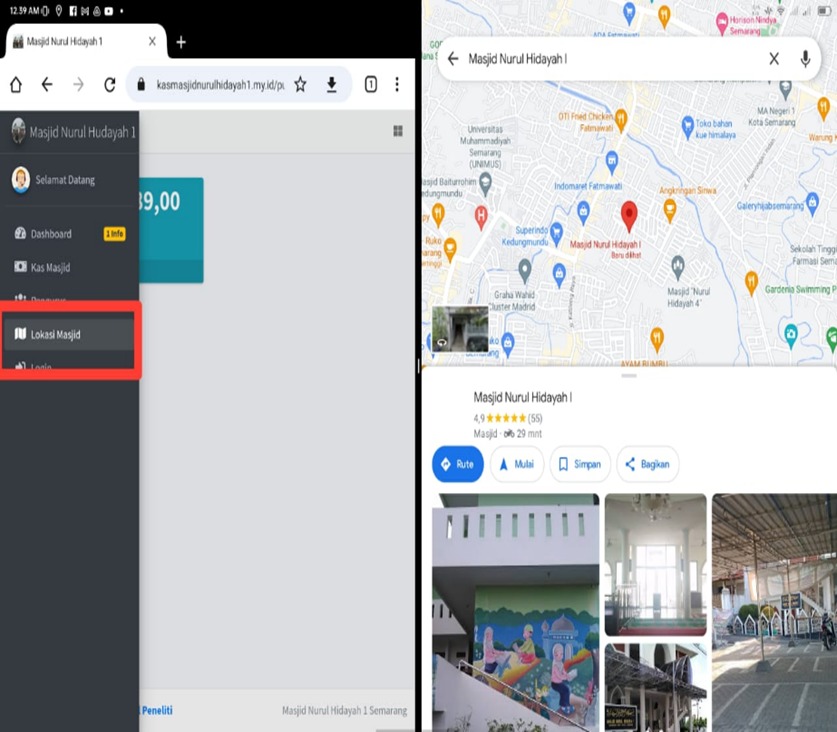 12.39 AM
Masjid Nurul Hidayah 1
kasmasjidnurulhidayah1.my.id/pu
1
Masjid Nurul Hudayah 1
Selamat Datang
39,00
Dashboard
1 Info
Kas Masjid
Lokasi Masjid
Login
Peneliti
Masjid Nurul Hidayah 1 Semarang
Horison Nindya
Semarang
Masjid Nurul Hidayah I
MA Negeri 1
Kota Semarang
DTI Fried Chicken
Fatmawati
Toko bahan
kue himalaya
Universitas
Muhammadiyah
Semarang
(UNIMUS)
Warung
Indomaret Fatmawati
Angkringan Sinwa
Galeryhijabsemarang
asjid Baiturrohim
edungmundu
Superindo
Kedungmundu
Masjid Nurul Hidayah I
Baru dilihat
Ruko
Sekolah Tinggi
Farmasi Sema
Graha Wahid
Cluster Madrid
Masjid "Nurul
Hidayah 4"
Gardenia Swimming P
AYAM BUMBU
Masjid Nurul Hidayah I
4,9 (55)
Masjid · 29 mnt
Rute
Mulai
Simpan
Bagikan